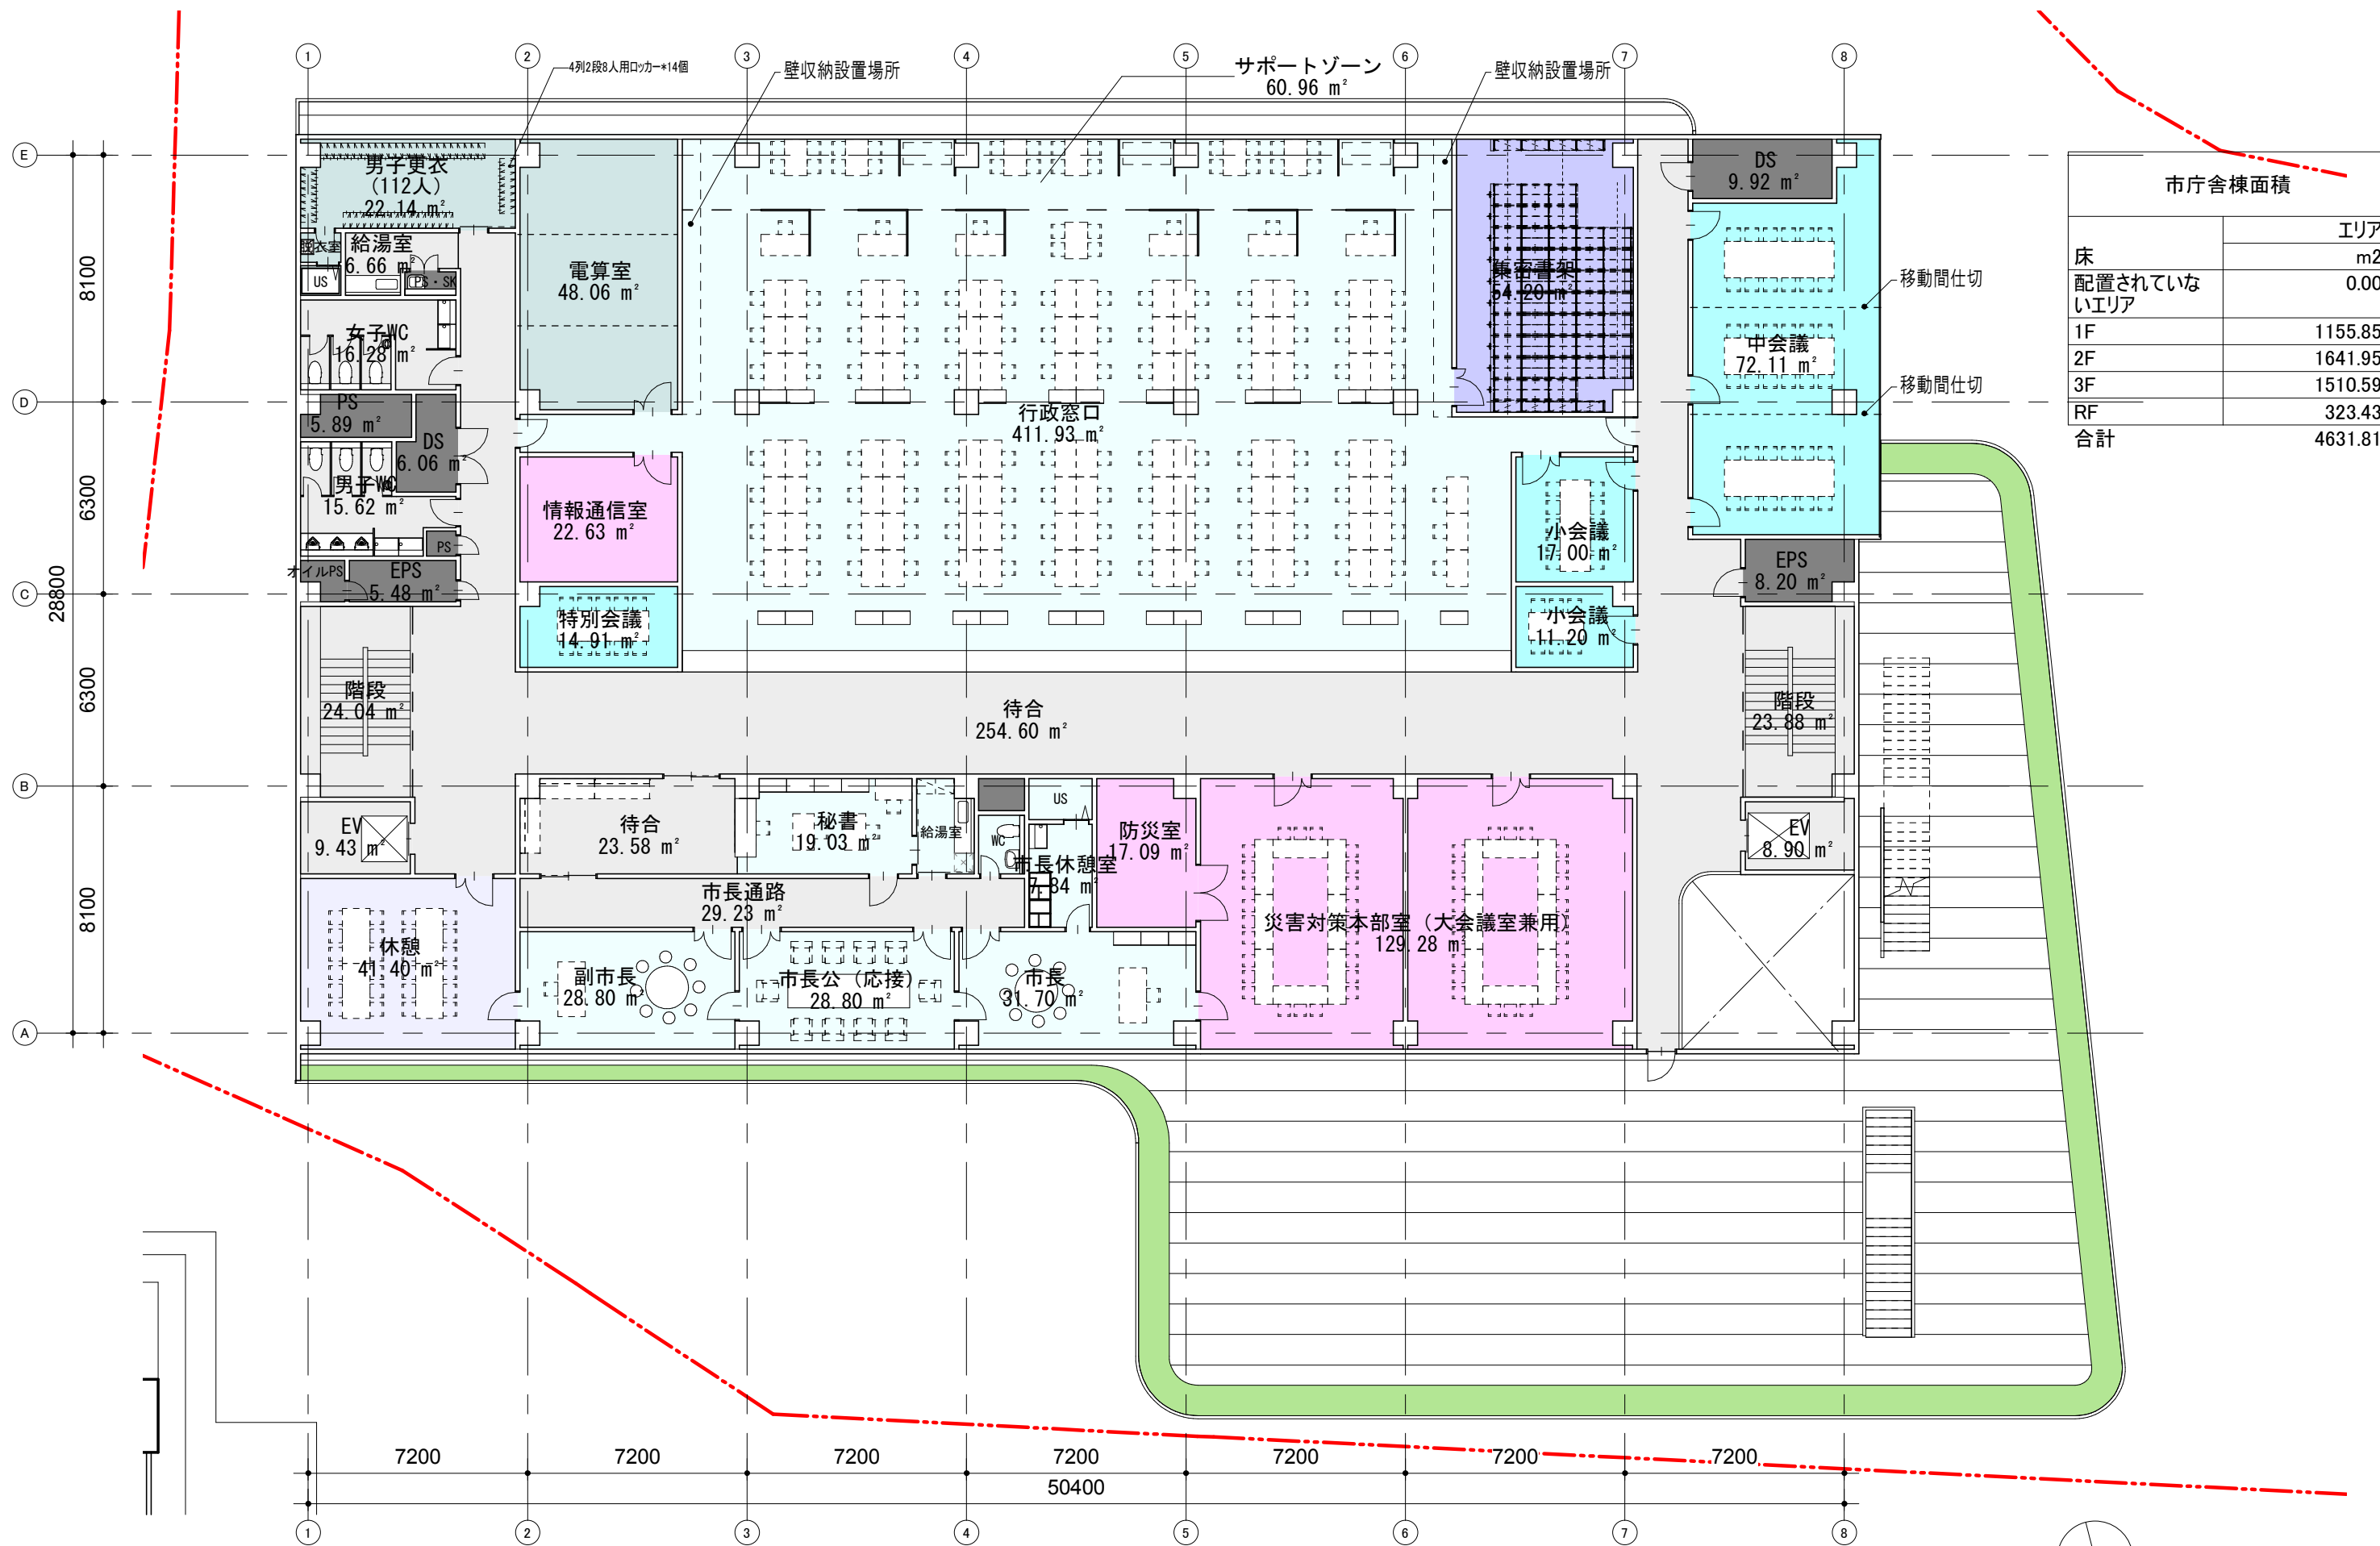 1
2
3
4
5
6
7
8
4列2段8人用ロッカー*14個
壁収納設置場所
サポートゾーン
60.96 m²
壁収納設置場所
E
D
C
B
A
8100
6300
6300
8100
28800
男子更衣
(112人)
22.14 m²
脱衣室
US
給湯室
6.66 m²
PS・SK
女子WC
16.28 m²
PS
5.89 m²
DS
6.06 m²
男子WC
15.62 m²
PS
オイルPS
EPS
5.48 m²
電算室
48.06 m²
情報通信室
22.63 m²
特別会議
14.91 m²
行政窓口
411.93 m²
集密書架
54.20 m²
DS
9.92 m²
中会議
72.11 m²
移動間仕切
移動間仕切
小会議
17.00 m²
小会議
11.20 m²
EPS
8.20 m²
階段
24.04 m²
待合
254.60 m²
階段
23.88 m²
EV
9.43 m²
待合
23.58 m²
秘書
19.03 m²
給湯室
WC
US
市長休憩室
7.84 m²
防災室
17.09 m²
EV
8.90 m²
市長通路
29.23 m²
休憩
41.40 m²
副市長
28.80 m²
市長公（応接）
28.80 m²
市長
31.70 m²
災害対策本部室（大会議室兼用）
129.28 m²
市庁舎棟面積
エリア
床 m2
配置されていな 0.00
いエリア
1F 1155.85
2F 1641.95
3F 1510.59
RF 323.43
合計 4631.81
7200
7200
7200
7200
7200
7200
7200
50400
1
2
3
4
5
6
7
8